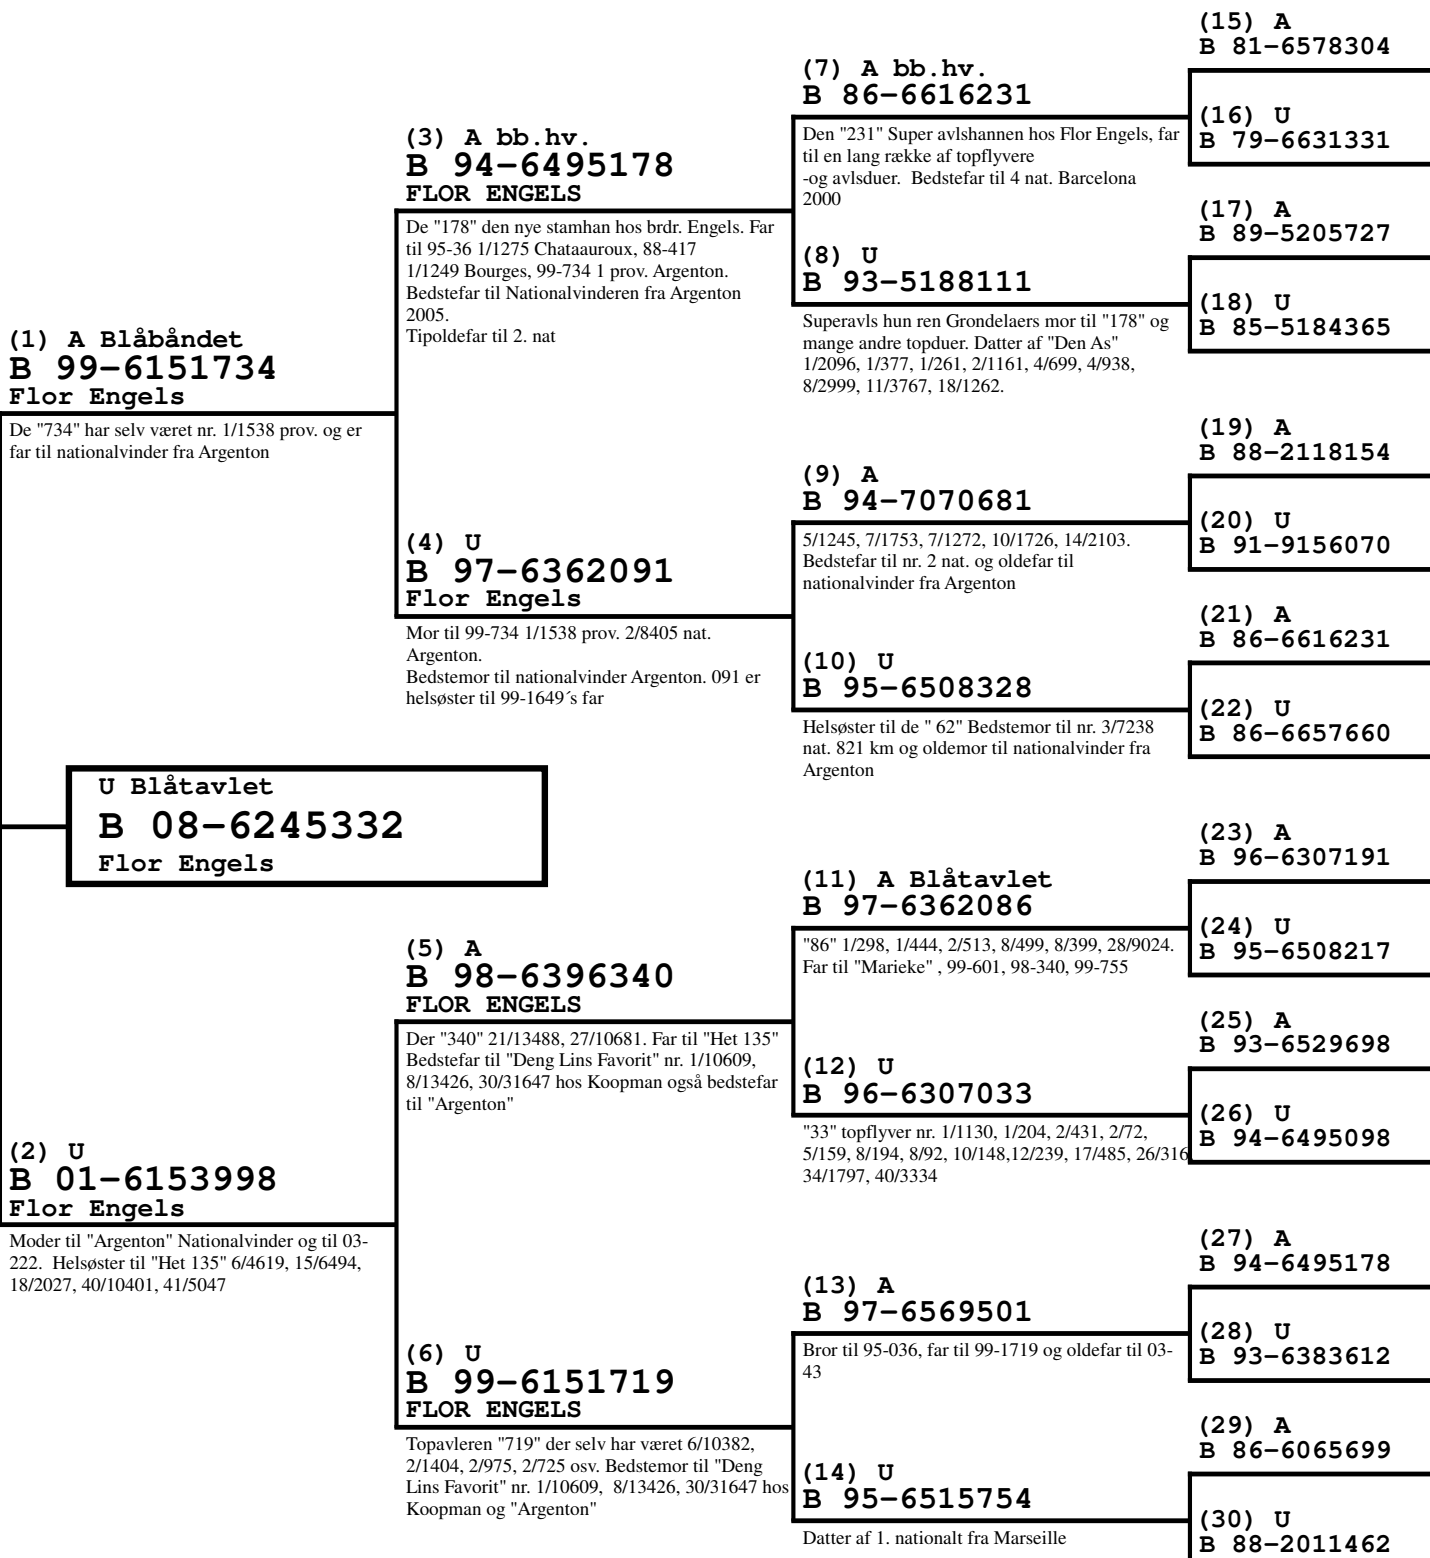 (1) A Blåbåndet
B 99-6151734
Flor Engels
De "734" har selv været nr. 1/1538 prov. og er
far til nationalvinder fra Argenton
U Blåtavlet
B 08-6245332
Flor Engels
(2) U
B 01-6153998
Flor Engels
Moder til "Argenton" Nationalvinder og til 03-
222.  Helsøster til "Het 135" 6/4619, 15/6494,
18/2027, 40/10401, 41/5047
(3) A bb.hv.
B 94-6495178
FLOR ENGELS
De "178" den nye stamhan hos brdr. Engels. Far
til 95-36 1/1275 Chataauroux, 88-417
1/1249 Bourges, 99-734 1 prov. Argenton.
Bedstefar til Nationalvinderen fra Argenton
2005.
Tipoldefar til 2. nat
(4) U
B 97-6362091
Flor Engels
Mor til 99-734 1/1538 prov. 2/8405 nat.
Argenton.
Bedstemor til nationalvinder Argenton. 091 er
helsøster til 99-1649´s far
(5) A
B 98-6396340
FLOR ENGELS
Der "340" 21/13488, 27/10681. Far til "Het 135"
Bedstefar til "Deng Lins Favorit" nr. 1/10609,
8/13426, 30/31647 hos Koopman også bedstefar
til "Argenton"
(6) U
B 99-6151719
FLOR ENGELS
Topavleren "719" der selv har været 6/10382,
2/1404, 2/975, 2/725 osv. Bedstemor til "Deng
Lins Favorit" nr. 1/10609,  8/13426, 30/31647 hos
Koopman og "Argenton"
(7) A bb.hv.
B 86-6616231
Den "231" Super avlshannen hos Flor Engels, far
til en lang række af topflyvere
-og avlsduer.  Bedstefar til 4 nat. Barcelona
2000
(8) U
B 93-5188111
Superavls hun ren Grondelaers mor til "178" og
mange andre topduer. Datter af "Den As"
1/2096, 1/377, 1/261, 2/1161, 4/699, 4/938,
8/2999, 11/3767, 18/1262.
(9) A
B 94-7070681
5/1245, 7/1753, 7/1272, 10/1726, 14/2103.
Bedstefar til nr. 2 nat. og oldefar til
nationalvinder fra Argenton
(10) U
B 95-6508328
Helsøster til de " 62" Bedstemor til nr. 3/7238
nat. 821 km og oldemor til nationalvinder fra
Argenton
(11) A Blåtavlet
B 97-6362086
"86" 1/298, 1/444, 2/513, 8/499, 8/399, 28/9024.
Far til "Marieke" , 99-601, 98-340, 99-755
(12) U
B 96-6307033
"33" topflyver nr. 1/1130, 1/204, 2/431, 2/72,
5/159, 8/194, 8/92, 10/148,12/239, 17/485, 26/316
34/1797, 40/3334
(13) A
B 97-6569501
Bror til 95-036, far til 99-1719 og oldefar til 03-
43
(14) U
B 95-6515754
Datter af 1. nationalt fra Marseille
(15) A
B 81-6578304
(16) U
B 79-6631331
(17) A
B 89-5205727
(18) U
B 85-5184365
(19) A
B 88-2118154
(20) U
B 91-9156070
(21) A
B 86-6616231
(22) U
B 86-6657660
(23) A
B 96-6307191
(24) U
B 95-6508217
(25) A
B 93-6529698
(26) U
B 94-6495098
(27) A
B 94-6495178
(28) U
B 93-6383612
(29) A
B 86-6065699
(30) U
B 88-2011462